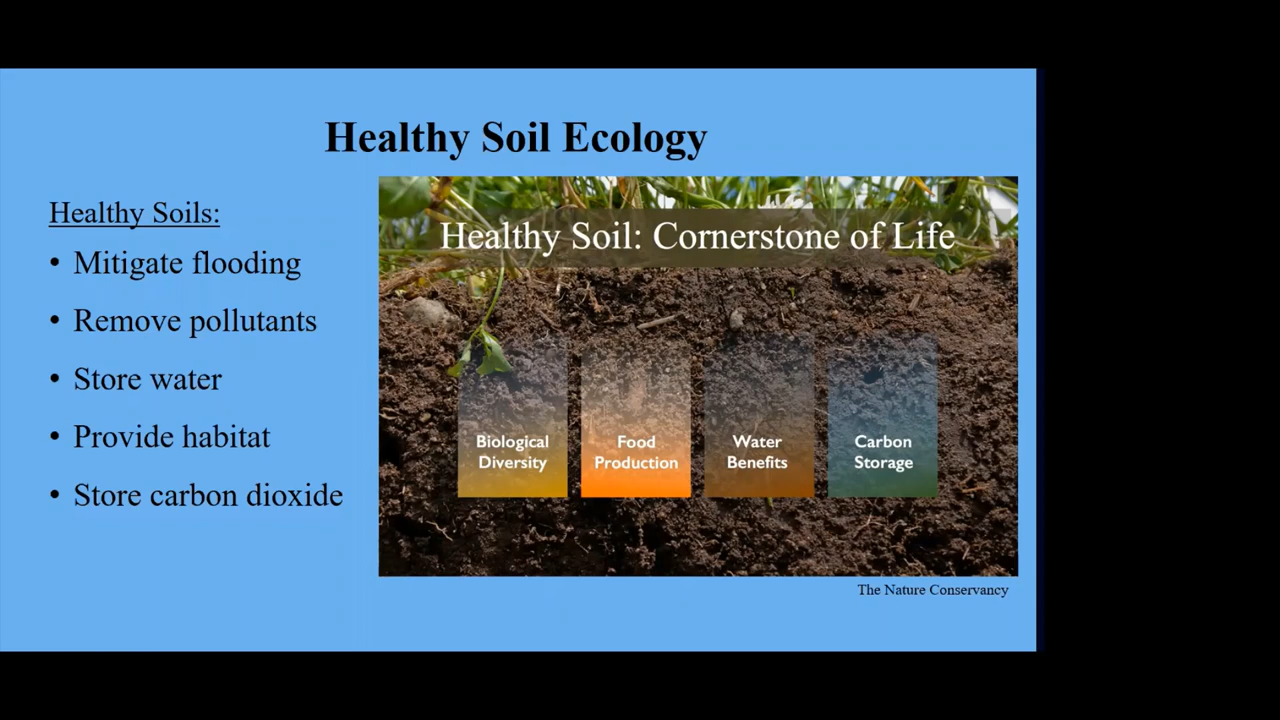 Healthy Soil Ecology
Healthy Soils:
• Mitigate flooding
• Remove pollutants
• Store water
• Provide habitat
• Store carbon dioxide
Healthy Soil: Cornerstone of Life
Biological
Diversity
Food
Production
Water
Benefits
Carbon
Storage
The Nature Conservancy